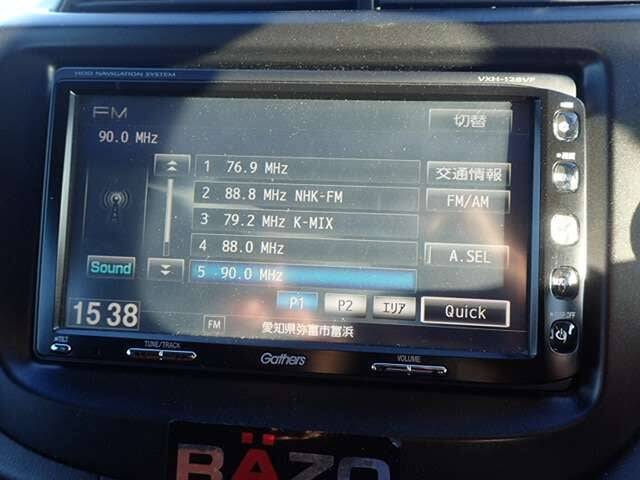 HDD NAVIGATION SYSTEM
VXH-128VF
FM
90.0 MHz
切替
1 76.9 MHz
交通情報
2 88.8 MHz NHK-FM
FM/AM
3 79.2 MHz K-MIX
4 88.0 MHz
A.SEL
Sound
5 90.0 MHz
P1 P2 エリア Quick
15 38
FM
愛知県弥富市富浜
TILT
TUNE/TRACK
Gathers
VOLUME
RÄZO